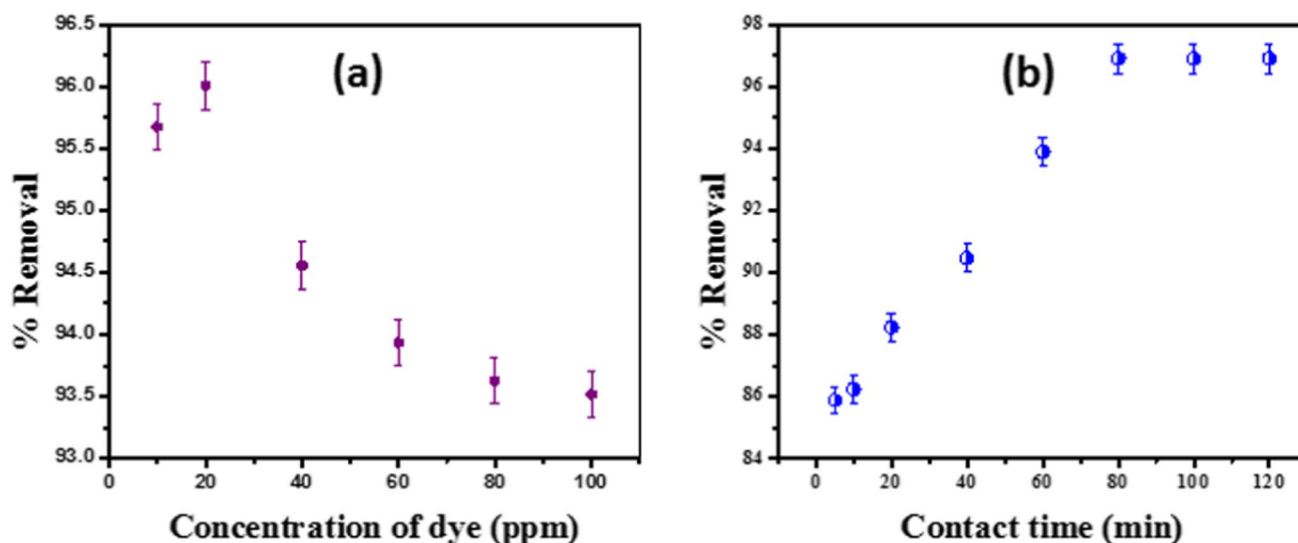 (a)
% Removal
96.5
96.0
95.5
95.0
94.5
94.0
93.5
93.0
0 20 40 60 80 100
Concentration of dye (ppm)
(b)
% Removal
98
96
94
92
90
88
86
84
0 20 40 60 80 100 120
Contact time (min)